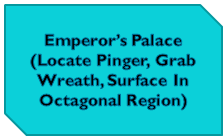 Emperor's Palace
(Locate Pinger, Grab
Wreath, Surface In
Octagonal Region)